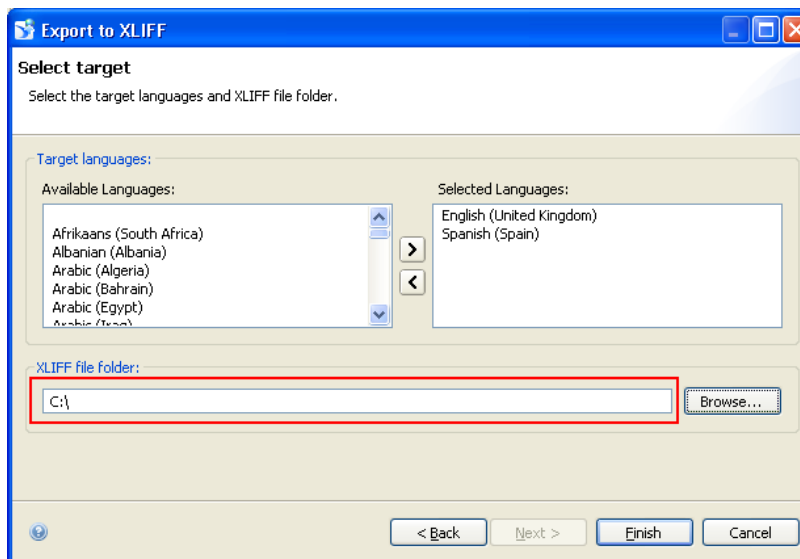 Export to XLIFF
Select target
Select the target languages and XLIFF file folder.
Target languages:
Available Languages:
Selected Languages:
Afrikaans (South Africa)
Albanian (Albania)
Arabic (Algeria)
Arabic (Bahrain)
Arabic (Egypt)
Arabic (Iraq)
>
<
English (United Kingdom)
Spanish (Spain)
XLIFF file folder:
C:\
Browse...
?
< Back
Next >
Finish
Cancel